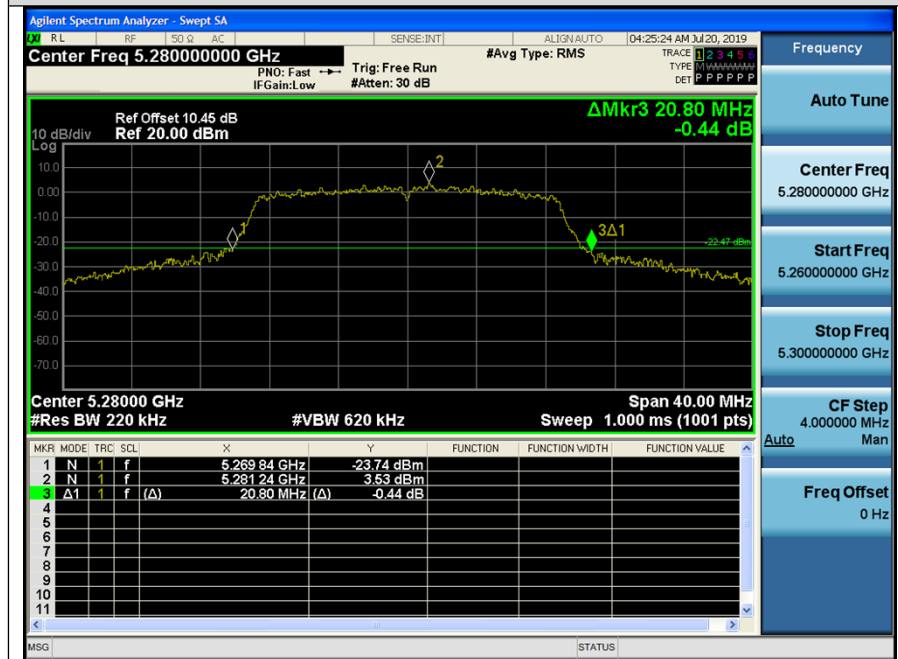 Agilent Spectrum Analyzer - Swept SA
LXI RL RF 50 Ω AC SENSE:INT ALIGN AUTO 04:25:24 AM Jul 20, 2019
Center Freq 5.280000000 GHz #Avg Type: RMS TRACE 1 2 3 4 5 6
PNO: Fast Trig: Free Run TYPE M W W W W W
IFGain:Low #Atten: 30 dB DET P P P P P P
Frequency
Auto Tune
Center Freq
5.280000000 GHz
Start Freq
5.260000000 GHz
Stop Freq
5.300000000 GHz
CF Step
4.000000 MHz
Auto Man
Freq Offset
0 Hz
ΔMkr3 20.80 MHz
-0.44 dB
Ref Offset 10.45 dB
10 dB/div Ref 20.00 dBm
Log
10.0
0.00
-10.0
-20.0
-30.0
-40.0
-50.0
-60.0
-70.0
1
2
3Δ1
-22.47 dBm
Center 5.28000 GHz Span 40.00 MHz
#Res BW 220 kHz #VBW 620 kHz Sweep 1.000 ms (1001 pts)
MKR MODE TRC SCL X Y FUNCTION FUNCTION WIDTH FUNCTION VALUE
1 N 1 f 5.269 84 GHz -23.74 dBm
2 N 1 f 5.281 24 GHz 3.53 dBm
3 Δ1 1 f (Δ) 20.80 MHz (Δ) -0.44 dB
4
5
6
7
8
9
10
11
MSG STATUS